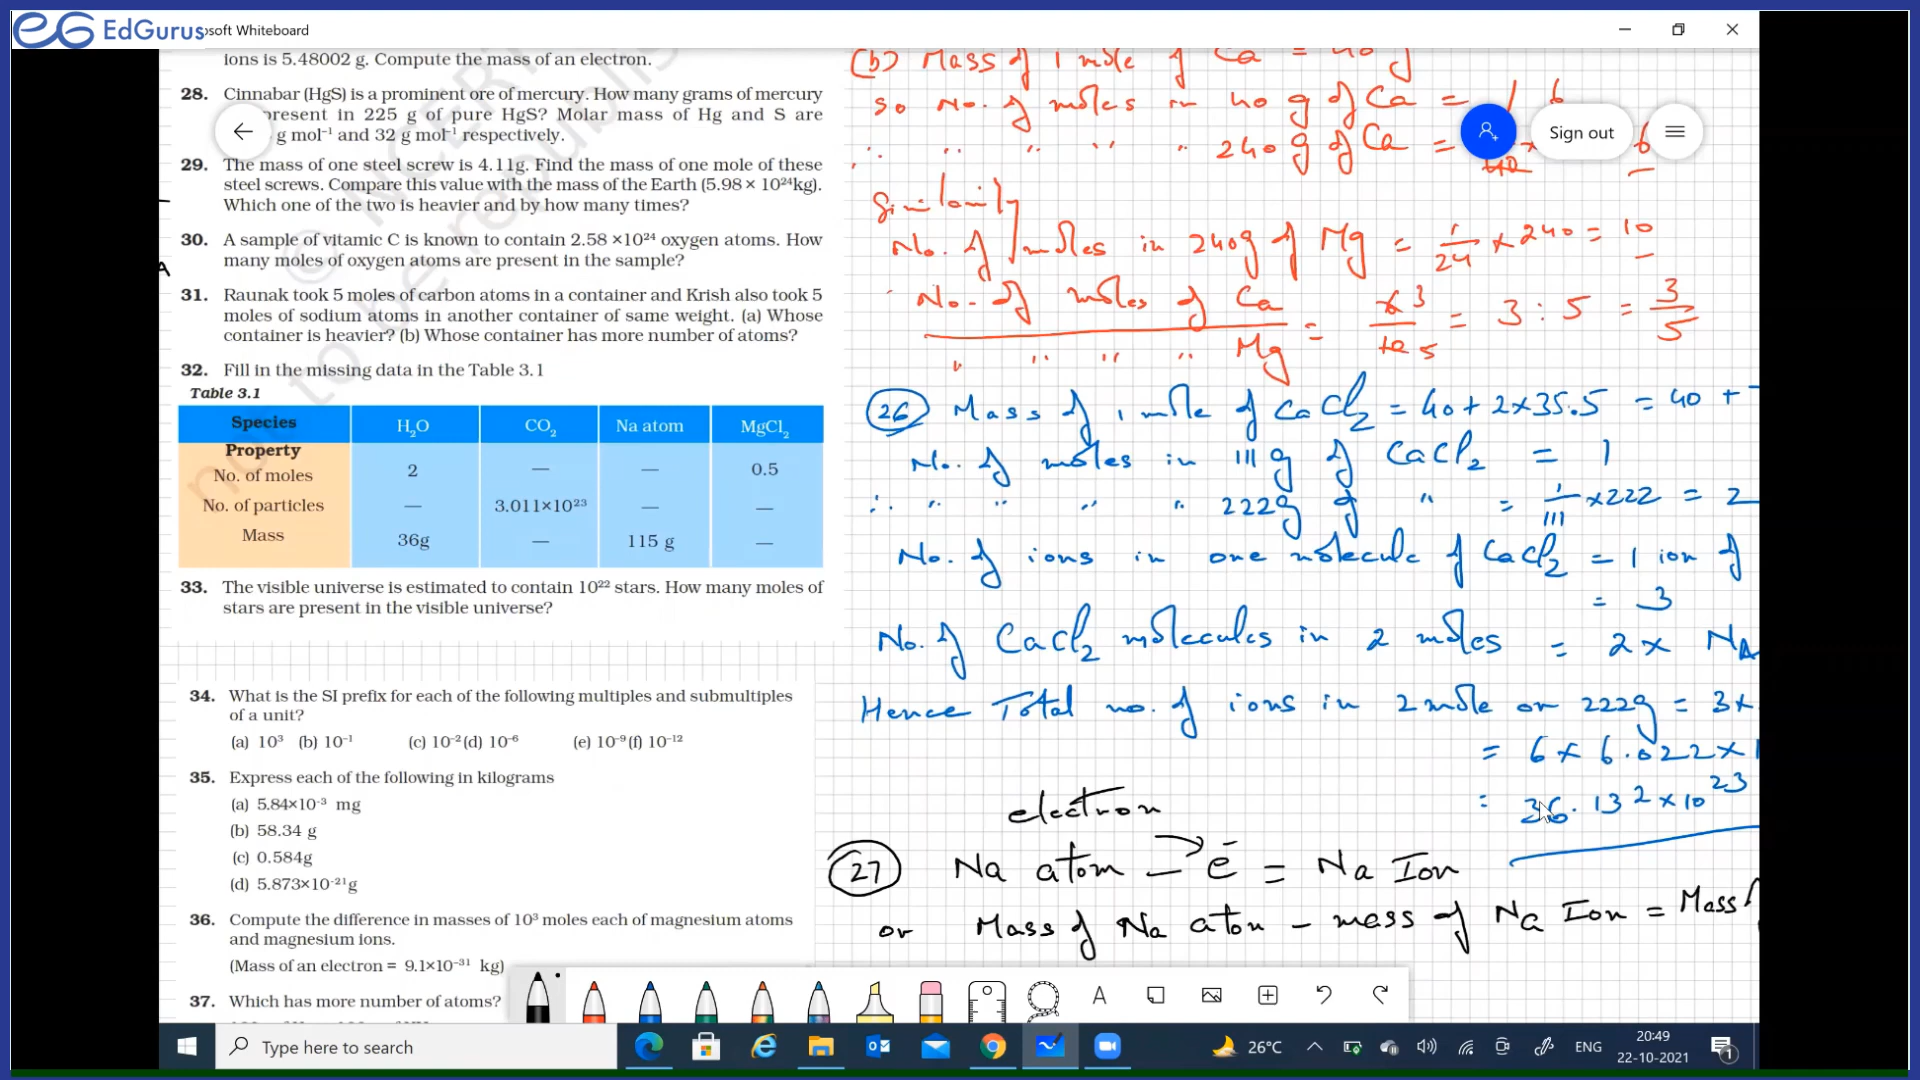 EdGurus
osoft Whiteboard
ions is 5.48002 g. Compute the mass of an electron.
28. Cinnabar (HgS) is a prominent ore of mercury. How many grams of mercury
present in 225 g of pure HgS? Molar mass of Hg and S are
g mol⁻¹ and 32 g mol⁻¹ respectively.
29. The mass of one steel screw is 4.11g. Find the mass of one mole of these
steel screws. Compare this value with the mass of the Earth (5.98 × 10²⁴kg).
Which one of the two is heavier and by how many times?
30. A sample of vitamic C is known to contain 2.58 ×10²⁴ oxygen atoms. How
many moles of oxygen atoms are present in the sample?
31. Raunak took 5 moles of carbon atoms in a container and Krish also took 5
moles of sodium atoms in another container of same weight. (a) Whose
container is heavier? (b) Whose container has more number of atoms?
32. Fill in the missing data in the Table 3.1
Table 3.1
Species H₂O CO₂ Na atom MgCl₂
Property
No. of moles 2 — — 0.5
No. of particles — 3.011×10²³ — —
Mass 36g — 115 g —
33. The visible universe is estimated to contain 10²² stars. How many moles of
stars are present in the visible universe?
34. What is the SI prefix for each of the following multiples and submultiples
of a unit?
(a) 10³ (b) 10⁻¹ (c) 10⁻² (d) 10⁻⁶ (e) 10⁻⁹ (f) 10⁻¹²
35. Express each of the following in kilograms
(a) 5.84×10⁻³ mg
(b) 58.34 g
(c) 0.584g
(d) 5.873×10⁻²¹g
36. Compute the difference in masses of 10³ moles each of magnesium atoms
and magnesium ions.
(Mass of an electron = 9.1×10⁻³¹ kg)
37. Which has more number of atoms?
(b) Mass of 1 mole of Ca = 40 g
so No. of moles in 40 g of Ca = 1
∴ " " " " " 240 g of Ca = 6
Sign out
Similarly
No. of moles in 240g of Mg = 1/24 × 240 = 10
No. of moles of Ca / " " " " Mg = 6 3 / 10 5 = 3 : 5 = 3/5
26 Mass of 1 mole of CaCl₂ = 40 + 2×35.5 = 40 +
No. of moles in 111g of CaCl₂ = 1
∴ " " " " 222g of " = 1/111 ×222 = 2
No. of ions in one molecule of CaCl₂ = 1 ion of
= 3
No. of CaCl₂ molecules in 2 moles = 2 × NA
Hence Total no. of ions in 2 mole or 222g = 3×
= 6 × 6.022×
= 36.132×10²³
electron
27 Na atom — e⁻ = Na Ion
or Mass of Na atom – mass of Na Ion = Mass
Type here to search
26°C
ENG
20:49
22-10-2021